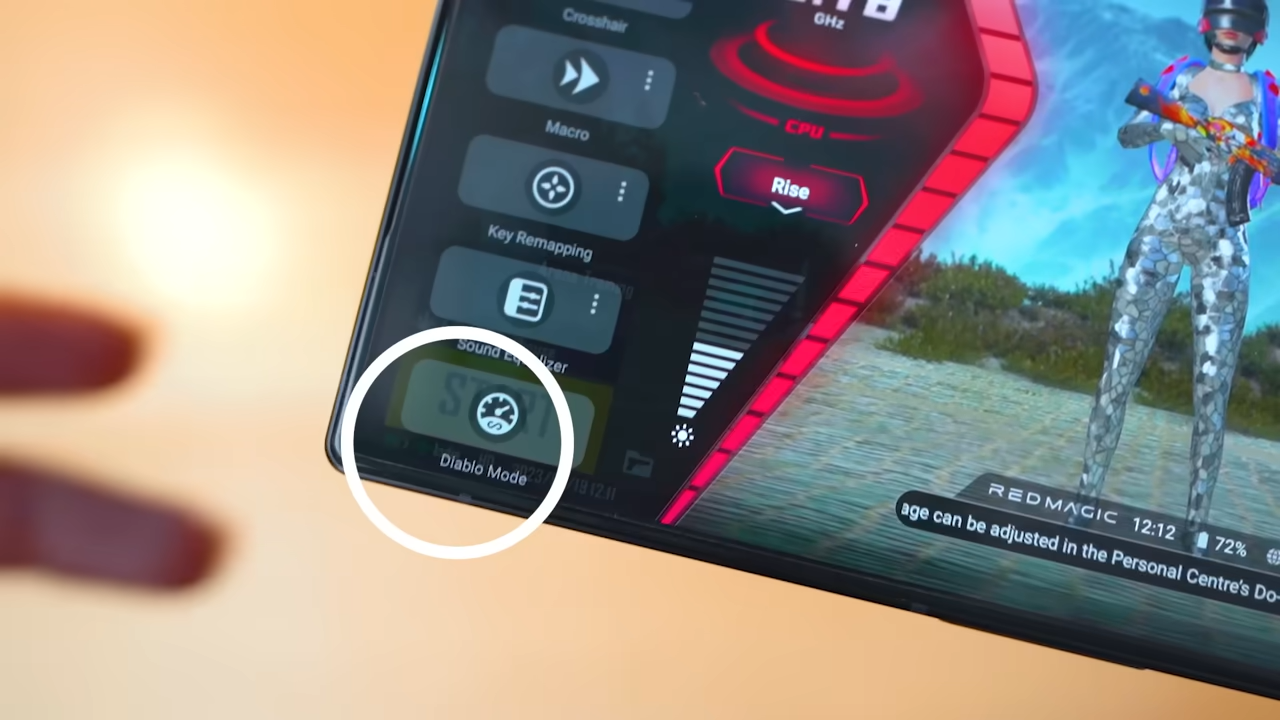 Crosshair
GHz
Macro
CPU
Rise
Key Remapping
Sound Equalizer
START
Diablo Mode
REDMAGIC 12:12 72%
age can be adjusted in the Personal Centre's Do-